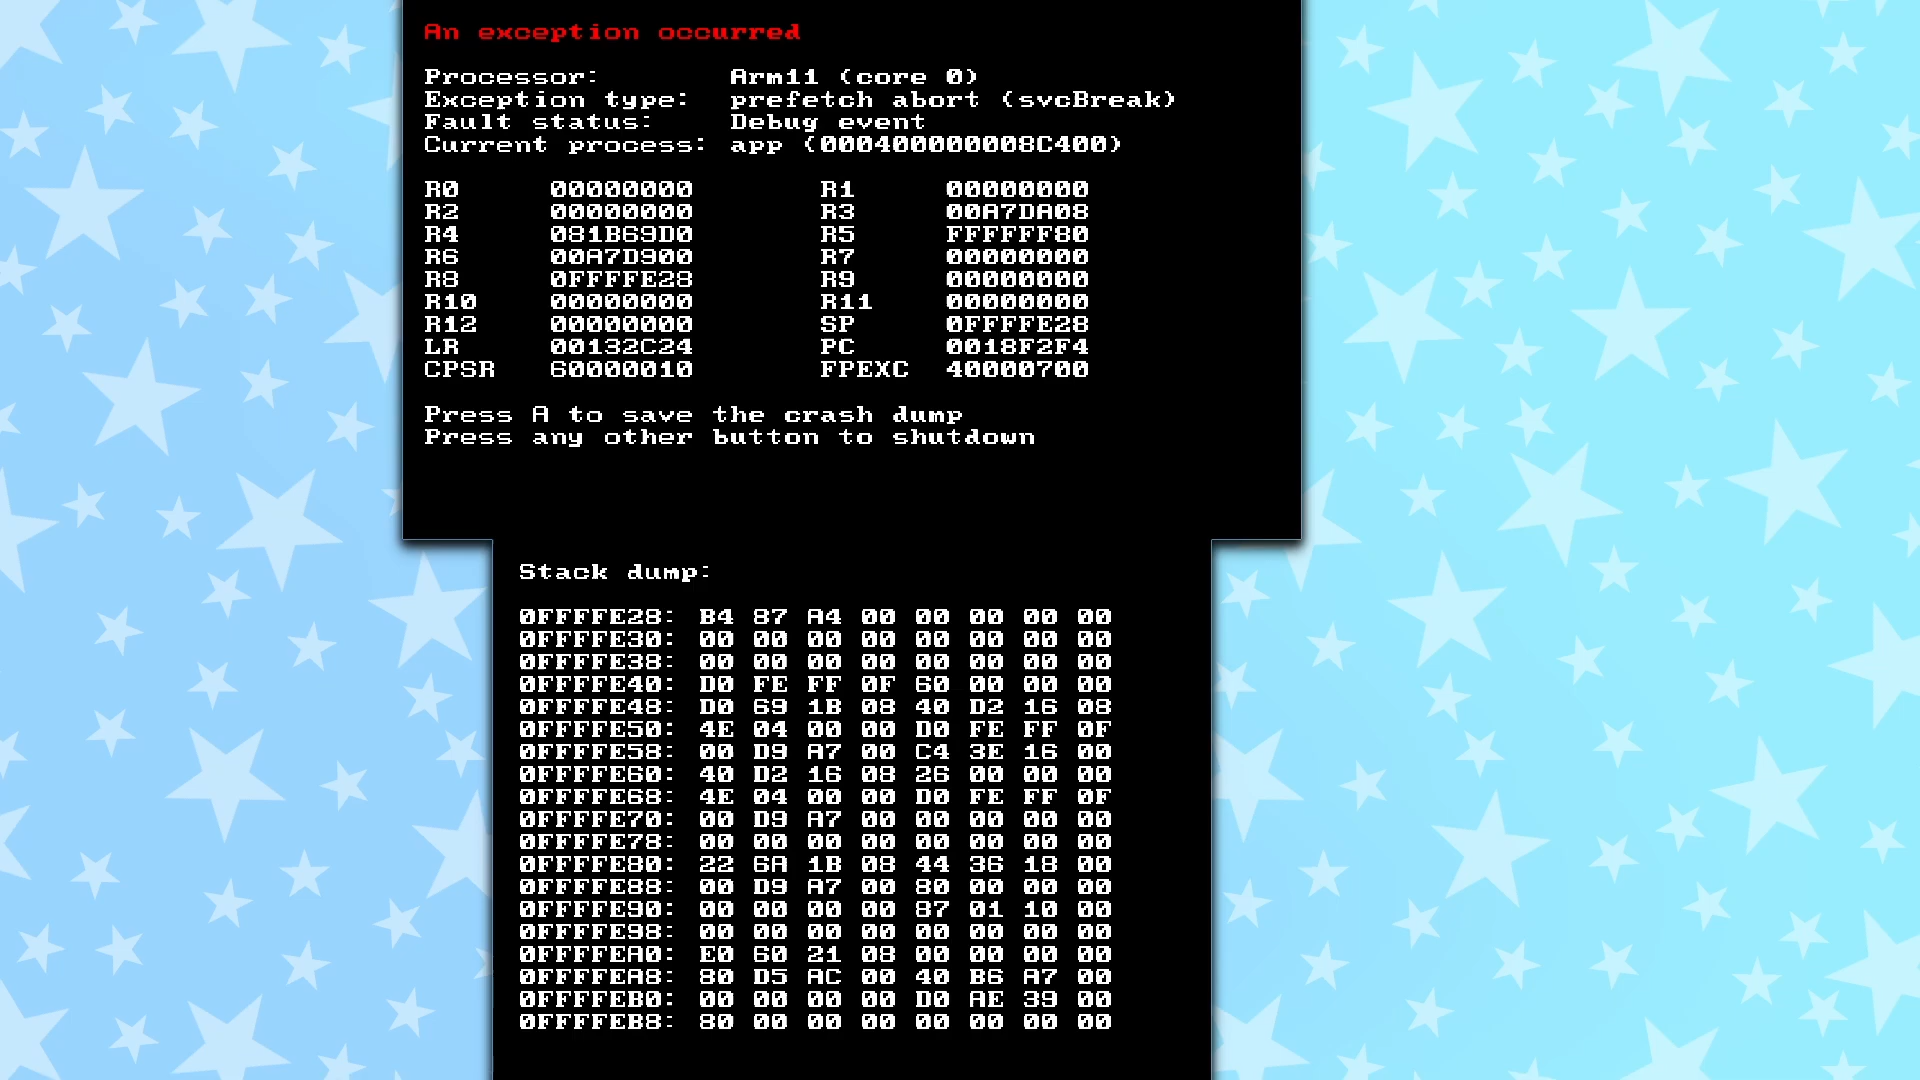 An exception occurred
Processor: Arm11 (core 0)
Exception type: prefetch abort (svcBreak)
Fault status: Debug event
Current process: app (000400000008C400)
R0 00000000 R1 00000000
R2 00000000 R3 00A7DA08
R4 081B69D0 R5 FFFFFF80
R6 00A7D900 R7 00000000
R8 0FFFFE28 R9 00000000
R10 00000000 R11 00000000
R12 00000000 SP 0FFFFE28
LR 00132C24 PC 0018F2F4
CPSR 60000010 FPEXC 40000700
Press A to save the crash dump
Press any other button to shutdown
Stack dump:
0FFFFE28: B4 87 A4 00 00 00 00 00
0FFFFE30: 00 00 00 00 00 00 00 00
0FFFFE38: 00 00 00 00 00 00 00 00
0FFFFE40: D0 FE FF 0F 60 00 00 00
0FFFFE48: D0 69 1B 08 40 D2 16 08
0FFFFE50: 4E 04 00 00 D0 FE FF 0F
0FFFFE58: 00 D9 A7 00 C4 3E 16 00
0FFFFE60: 40 D2 16 08 26 00 00 00
0FFFFE68: 4E 04 00 00 D0 FE FF 0F
0FFFFE70: 00 D9 A7 00 00 00 00 00
0FFFFE78: 00 00 00 00 00 00 00 00
0FFFFE80: 22 6A 1B 08 44 36 18 00
0FFFFE88: 00 D9 A7 00 80 00 00 00
0FFFFE90: 00 00 00 00 87 01 10 00
0FFFFE98: 00 00 00 00 00 00 00 00
0FFFFEA0: E0 60 21 08 00 00 00 00
0FFFFEA8: 80 D5 AC 00 40 B6 A7 00
0FFFFEB0: 00 00 00 00 D0 AE 39 00
0FFFFEB8: 80 00 00 00 00 00 00 00